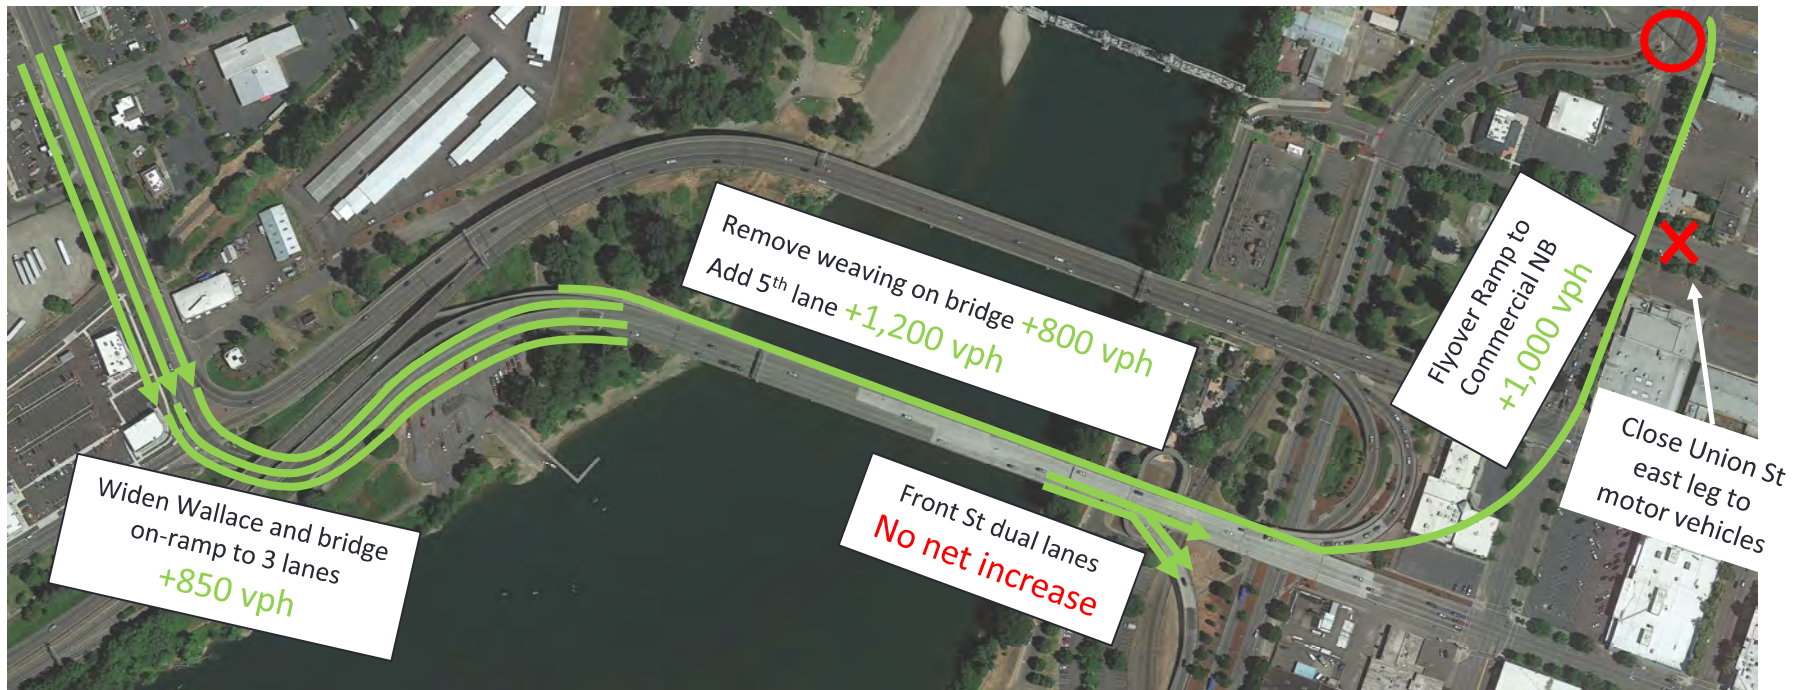 Remove weaving on bridge +800 vph
Add 5th lane +1,200 vph
Flyover Ramp to
Commercial NB
+1,000 vph
Close Union St
east leg to
motor vehicles
Widen Wallace and bridge
on-ramp to 3 lanes
+850 vph
Front St dual lanes
No net increase